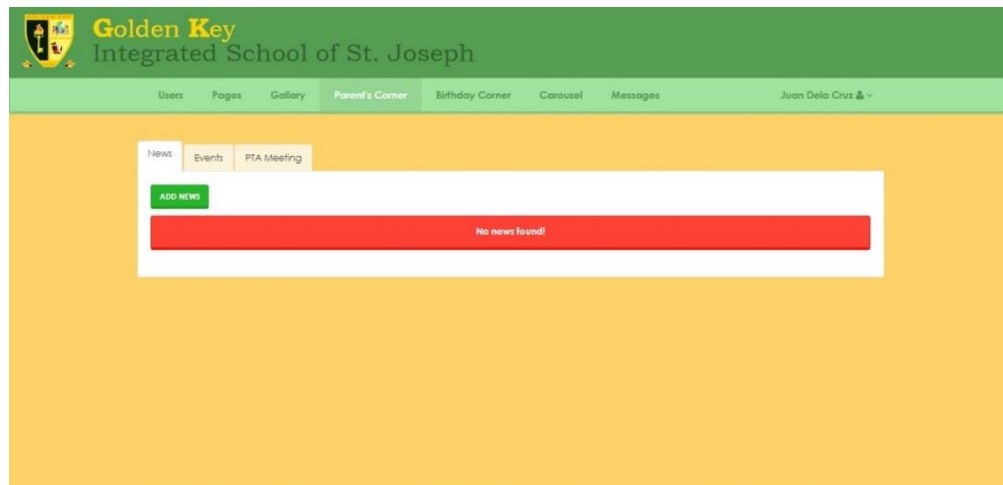 Golden Key
Integrated School of St. Joseph
Users Pages Gallery Parent's Corner Birthday Corner Carousel Messages Juan Dela Cruz
News Events PTA Meeting
ADD NEWS
No news found!